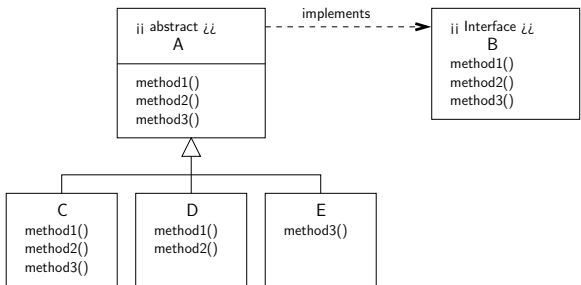 ¡¡ abstract ¿¿
A
method1()
method2()
method3()
implements
¡¡ Interface ¿¿
B
method1()
method2()
method3()
C
method1()
method2()
method3()
D
method1()
method2()
E
method3()